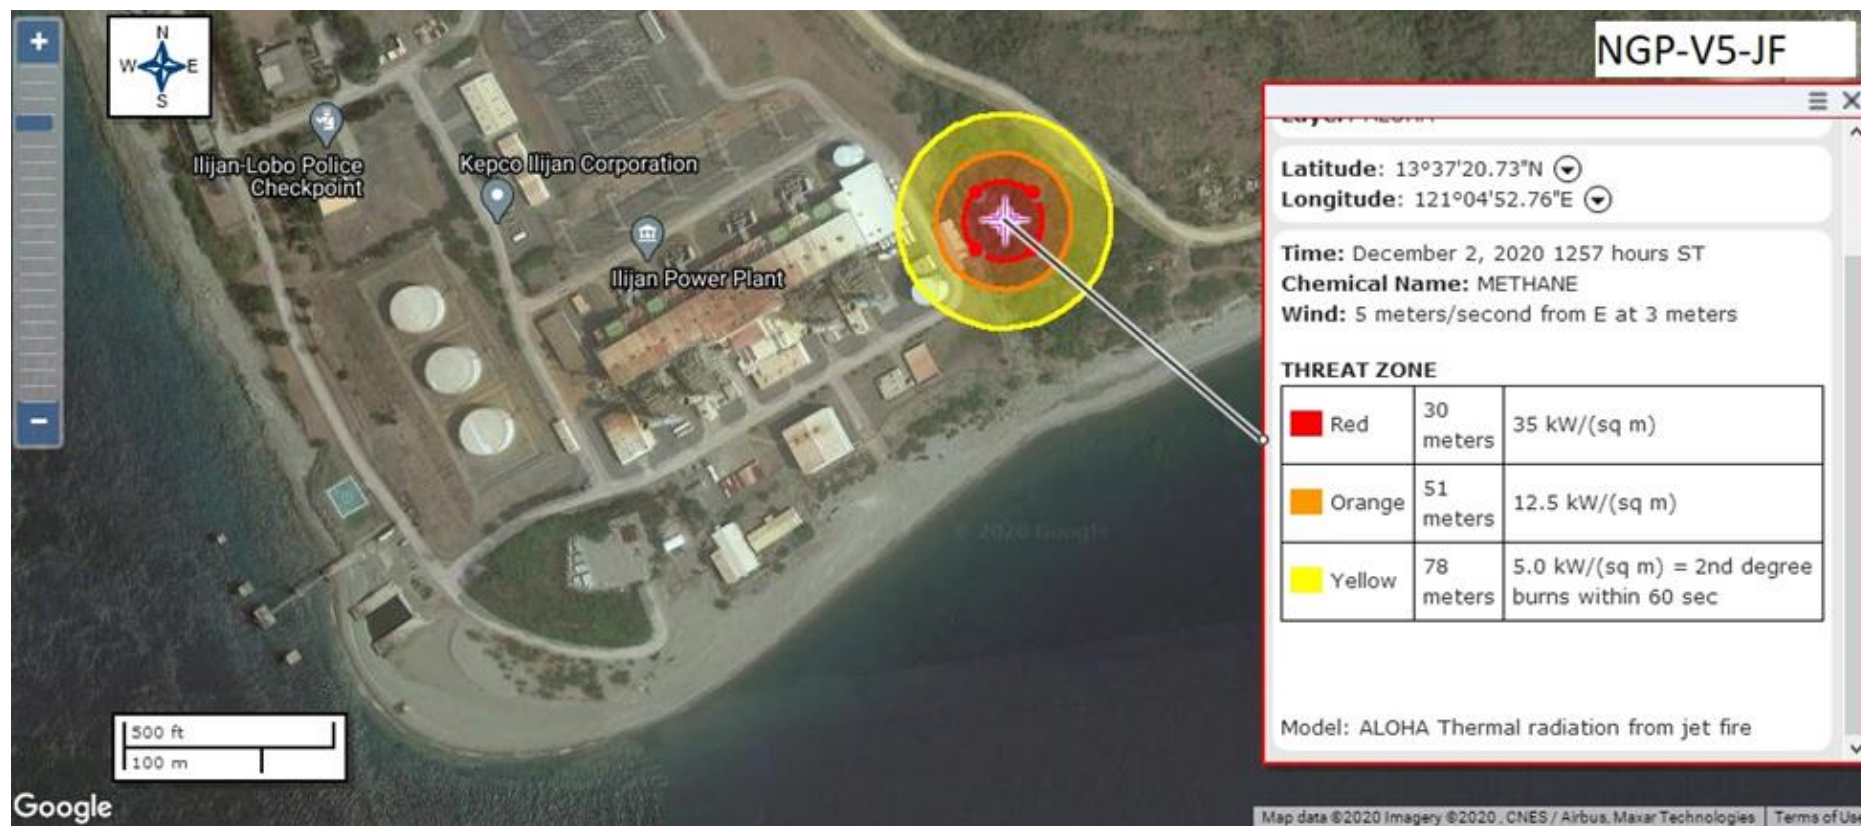 NGP-V5-JF
N
W E
S
Ilijan-Lobo Police
Checkpoint
Kepco Ilijan Corporation
Ilijan Power Plant
© 2020 Google
500 ft
100 m
Google
Latitude: 13º37'20.73"N
Longitude: 121º04'52.76"E
Time: December 2, 2020 1257 hours ST
Chemical Name: METHANE
Wind: 5 meters/second from E at 3 meters
THREAT ZONE
Red 30 meters 35 kW/(sq m)
Orange 51 meters 12.5 kW/(sq m)
Yellow 78 meters 5.0 kW/(sq m) = 2nd degree
burns within 60 sec
Model: ALOHA Thermal radiation from jet fire
Map data ©2020 Imagery ©2020 , CNES / Airbus, Maxar Technologies Terms of Use